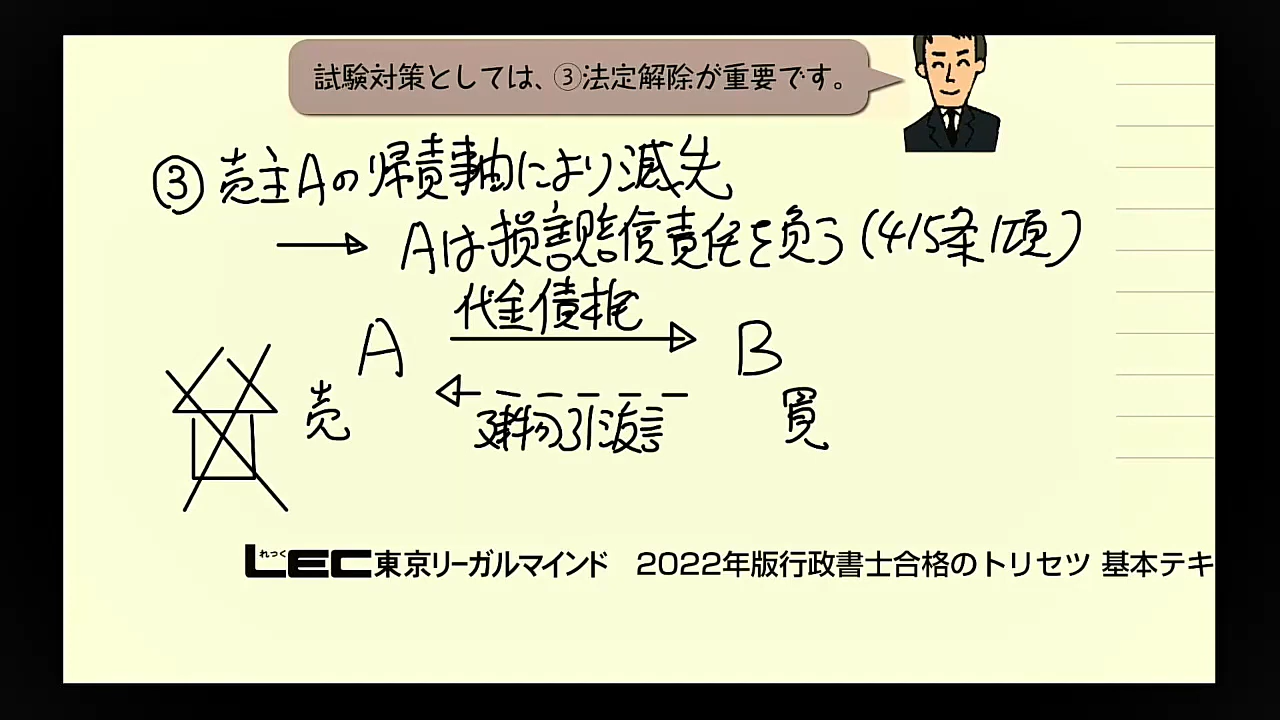 試験対策としては、③法定解除が重要です。
③ 売主Aの帰責事由により滅失
→ Aは損害賠償責任を負う(415条1項)
代金債権
A B
売 買
建物引渡言
れっく
LEC東京リーガルマインド 2022年版行政書士合格のトリセツ 基本テキ